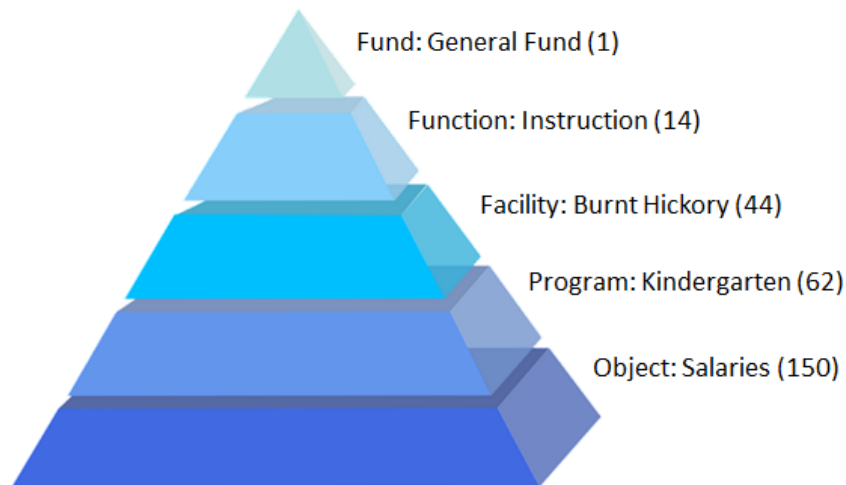 Fund: General Fund (1)
Function: Instruction (14)
Facility: Burnt Hickory (44)
Program: Kindergarten (62)
Object: Salaries (150)